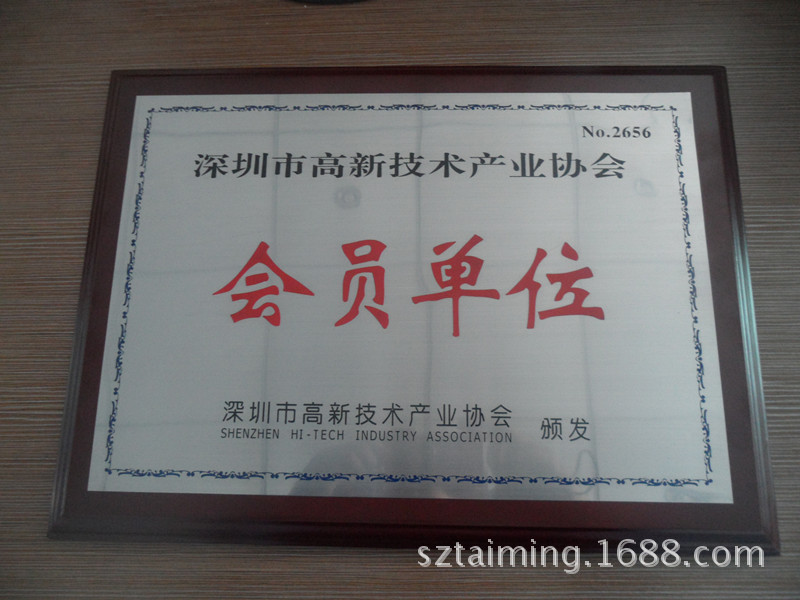 No.2656
深圳市高新技术产业协会
会员单位
深圳市高新技术产业协会 颁发
SHENZHEN HI-TECH INDUSTRY ASSOCIATION
sztaiming.1688.com